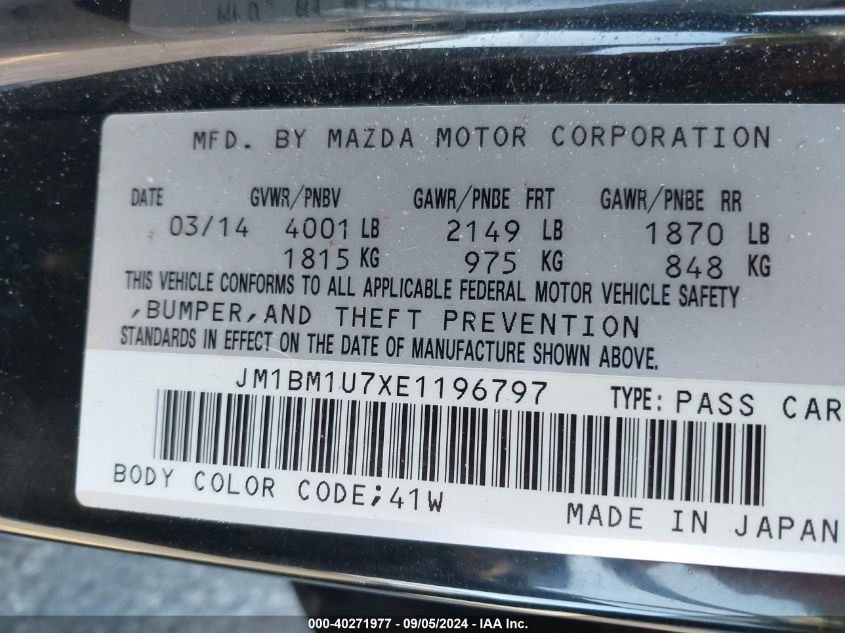 MFD. BY MAZDA MOTOR CORPORATION
DATE GVWR/PNBV GAWR/PNBE FRT GAWR/PNBE RR
03/14 4001 LB 2149 LB 1870 LB
1815 KG 975 KG 848 KG
THIS VEHICLE CONFORMS TO ALL APPLICABLE FEDERAL MOTOR VEHICLE SAFETY
,BUMPER,AND THEFT PREVENTION
STANDARDS IN EFFECT ON THE DATE OF MANUFACTURE SHOWN ABOVE.
JM1BM1U7XE1196797 TYPE: PASS CAR
BODY COLOR CODE;41W
MADE IN JAPAN
000-40271977 - 09/05/2024 - IAA Inc.